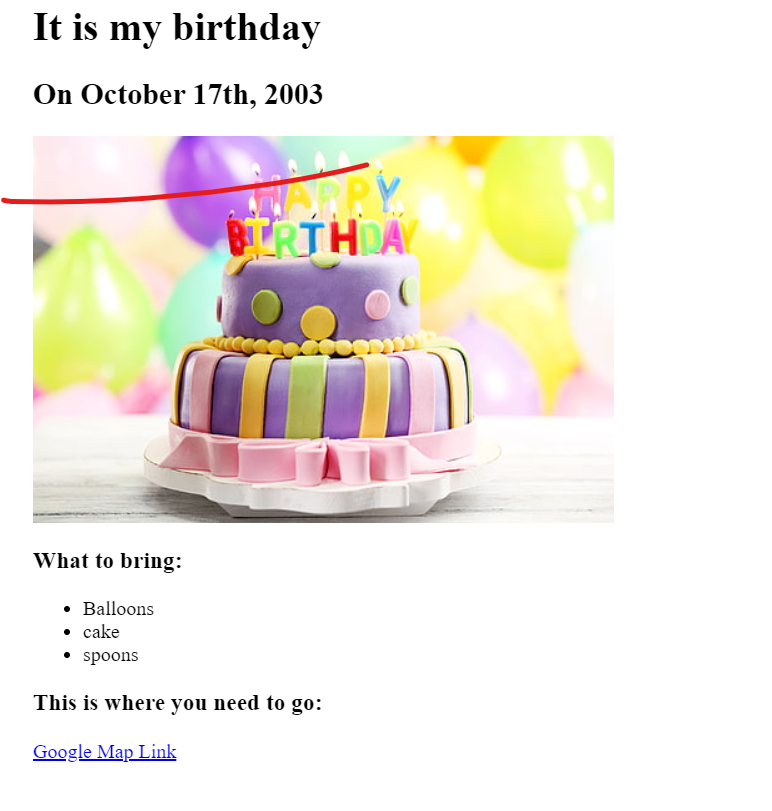 It is my birthday
On October 17th, 2003
HAPPY
BIRTHDAY
What to bring:
Balloons
cake
spoons
This is where you need to go:
Google Map Link